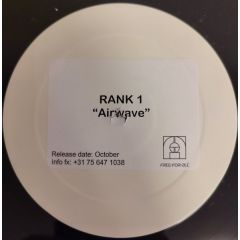 RANK 1
"Airwave"
Release date: October
Info fx: +31 75 647 1038
FREE FOR ALL